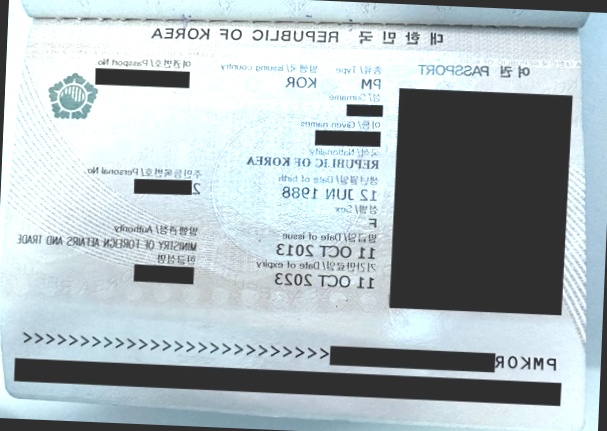 대한민국 REPUBLIC OF KOREA
여권 PASSPORT
종류/ Type 발행국/ Issuing country 여권번호/ Passport No
PM KOR
성/ Surname
이름/ Given names
국적/ Nationality
REPUBLIC OF KOREA
생년월일/ Date of birth 주민등록번호/ Personal No
12 JUN 1988 2
성별/ Sex
F
발급일/ Date of issue 발행관청/ Authority
11 OCT 2013 MINISTRY OF FOREIGN AFFAIRS AND TRADE
기간만료일/ Date of expiry 한글성명
11 OCT 2023
PMKOR <<<<<<<<<<<<<<<<<<<<<<<<<<<<